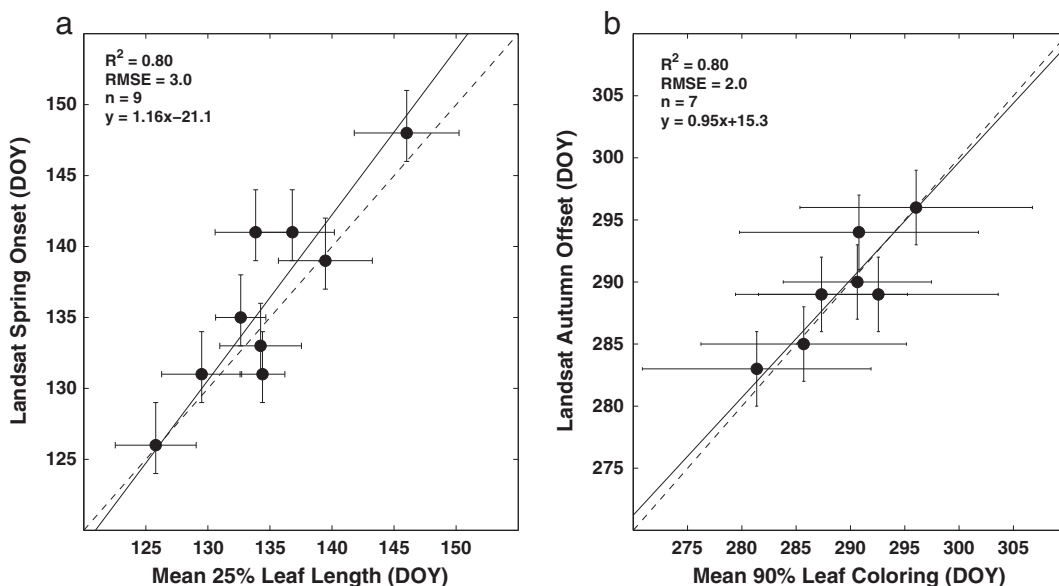 a
R² = 0.80
RMSE = 3.0
n = 9
y = 1.16x−21.1
Landsat Spring Onset (DOY)
150
145
140
135
130
125
125 130 135 140 145 150
Mean 25% Leaf Length (DOY)
b
R² = 0.80
RMSE = 2.0
n = 7
y = 0.95x+15.3
Landsat Autumn Offset (DOY)
305
300
295
290
285
280
275
275 280 285 290 295 300 305
Mean 90% Leaf Coloring (DOY)